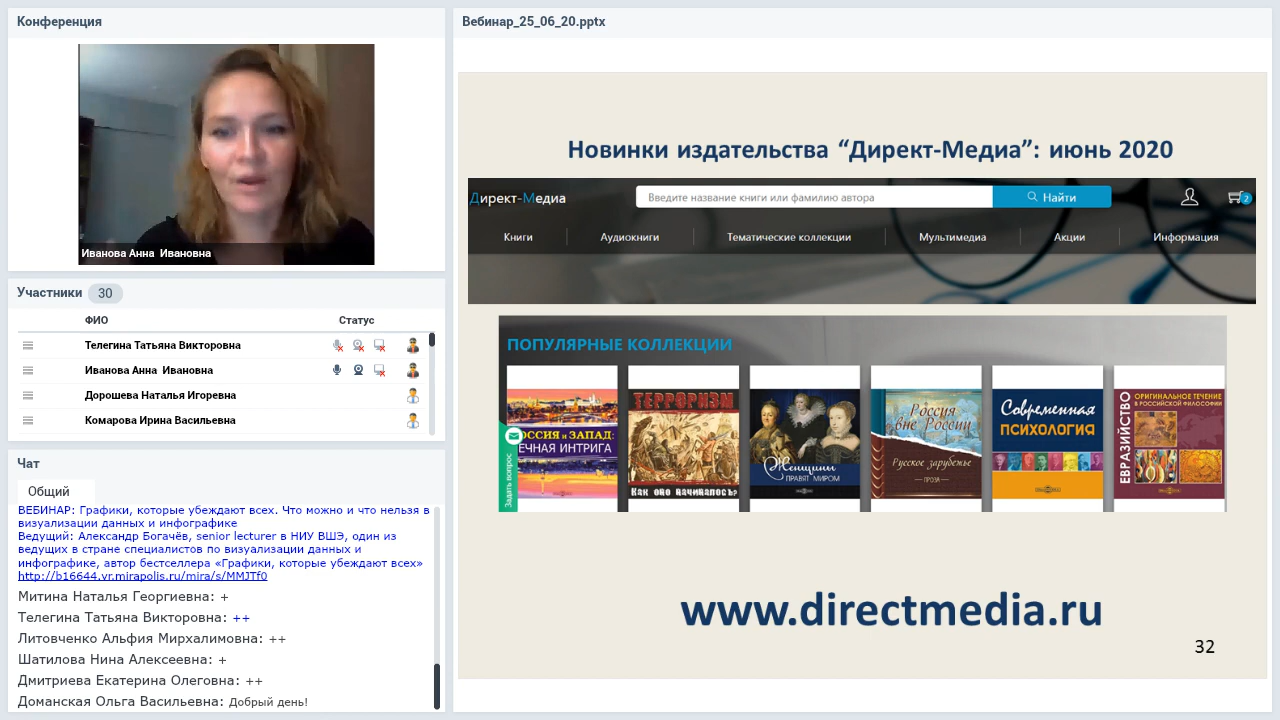 Конференция
Иванова Анна Ивановна
Участники 30
ФИО Статус
Телегина Татьяна Викторовна
Иванова Анна Ивановна
Дорошева Наталья Игоревна
Комарова Ирина Васильевна
Чат
Общий
ВЕБИНАР: Графики, которые убеждают всех. Что можно и что нельзя в
визуализации данных и инфографике
Ведущий: Александр Богачёв, senior lecturer в НИУ ВШЭ, один из
ведущих в стране специалистов по визуализации данных и
инфографике, автор бестселлера «Графики, которые убеждают всех»
http://b16644.vr.mirapolis.ru/mira/s/MMJTf0
Митина Наталья Георгиевна: +
Телегина Татьяна Викторовна: ++
Литовченко Альфия Мирхалимовна: ++
Шатилова Нина Алексеевна: +
Дмитриева Екатерина Олеговна: ++
Доманская Ольга Васильевна: Добрый день!
Вебинар_25_06_20.pptx
Новинки издательства “Директ-Медиа”: июнь 2020
Директ-Медиа
Введите название книги или фамилию автора
Найти
2
Книги Аудиокниги Тематические коллекции Мультимедиа Акции Информация
ПОПУЛЯРНЫЕ КОЛЛЕКЦИИ
Задать вопрос
ОССИЯ и ЗАПАД:
ЕЧНАЯ ИНТРИГА
ТЕРРОРИЗМ
Как оно начиналось?
Женщины
ПРАВЯТ МИРОМ
Россия
вне России
Русское зарубежье
ПРОЗА
Современная
ПСИХОЛОГИЯ
ЕВРАЗИЙСТВО
ОРИГИНАЛЬНОЕ ТЕЧЕНИЕ
В РОССИЙСКОЙ ФИЛОСОФИИ
www.directmedia.ru
32